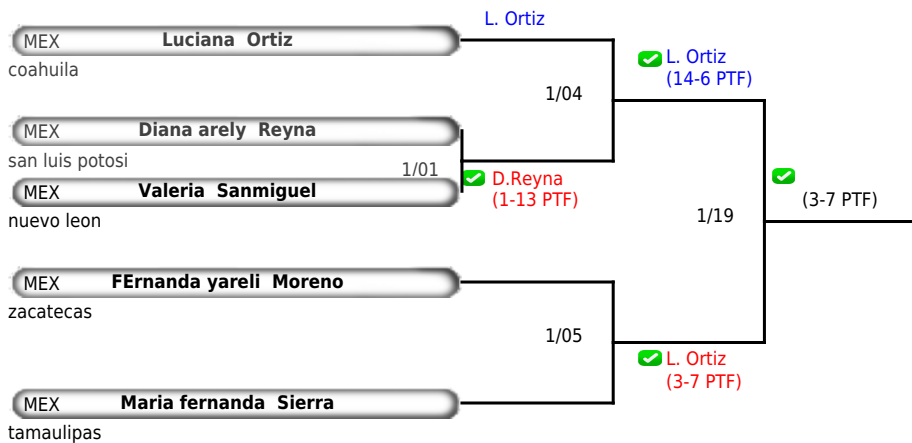 L. Ortiz
MEX Luciana Ortiz
coahuila
L. Ortiz
(14-6 PTF)
1/04
MEX Diana arely Reyna
san luis potosi
1/01
D.Reyna
(1-13 PTF)
MEX Valeria Sanmiguel
nuevo leon
(3-7 PTF)
1/19
MEX FErnanda yareli Moreno
zacatecas
1/05
L. Ortiz
(3-7 PTF)
MEX Maria fernanda Sierra
tamaulipas